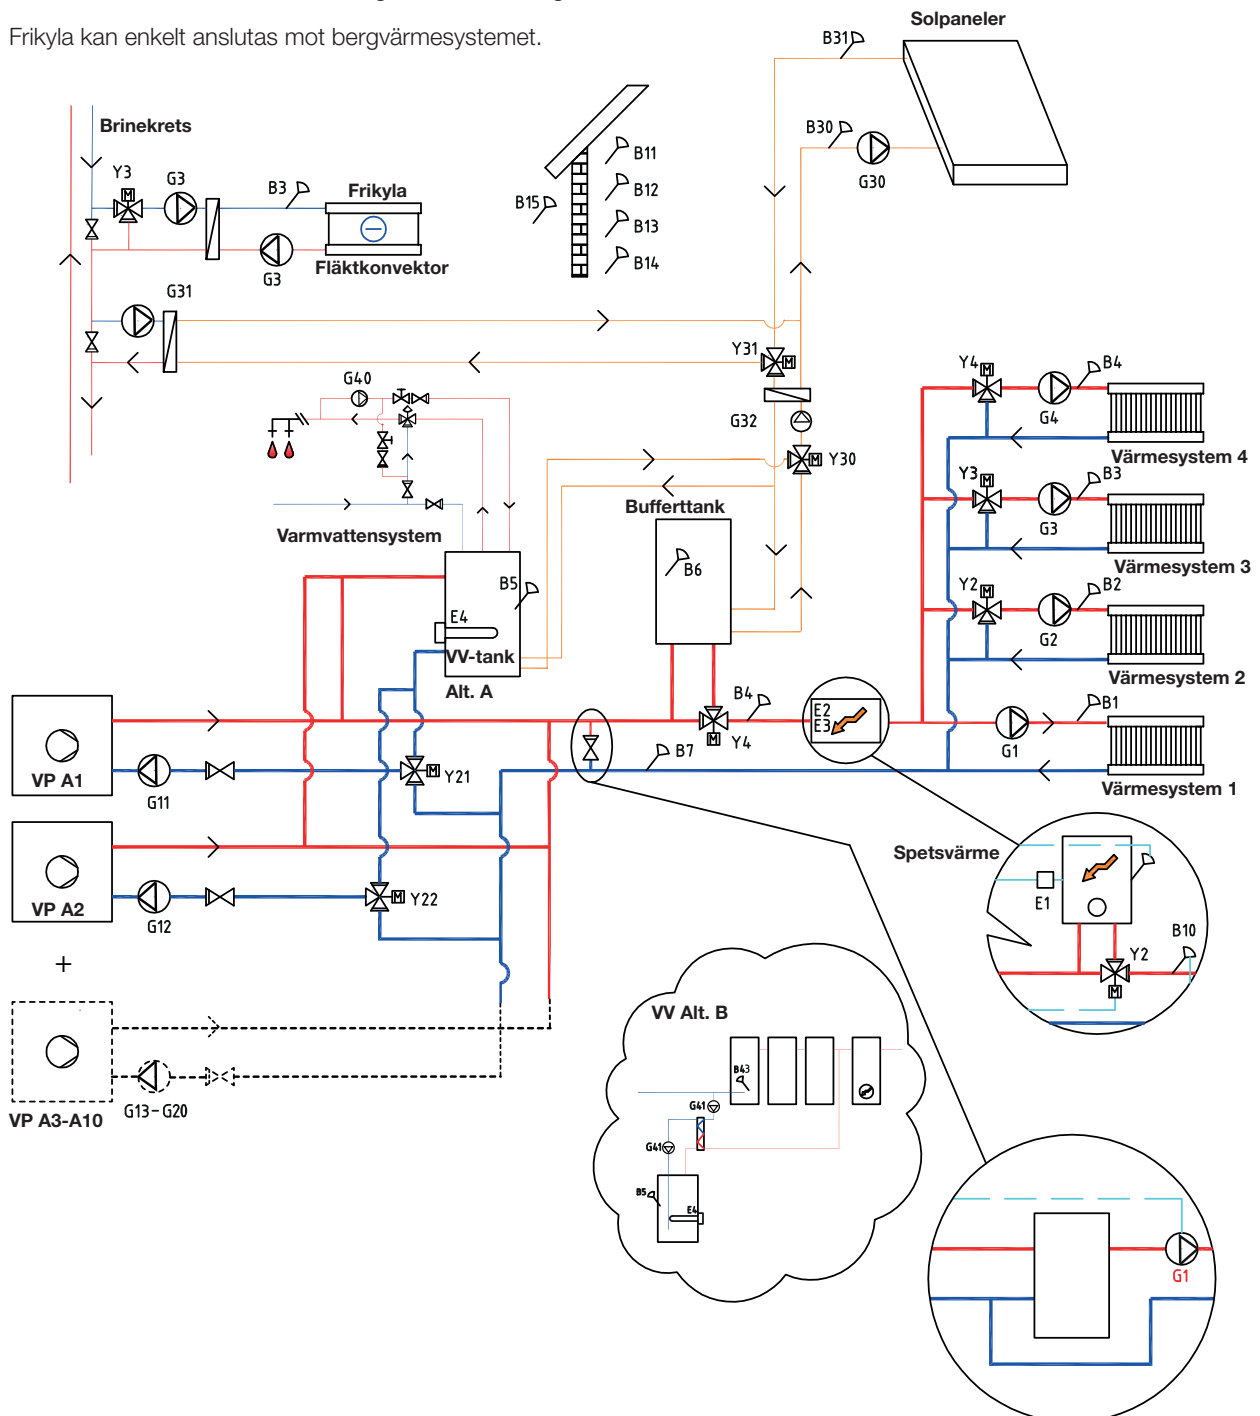 Frikyla kan enkelt anslutas mot bergvärmesystemet.
Solpaneler
B31
B30
G30
Brinekrets
Y3
G3
B3
Frikyla
Fläktkonvektor
G3
B11
B12
B15
B13
B14
G31
Y31
G40
G32
Y30
Y4
B4
G4
Värmesystem 4
Y3
B3
G3
Värmesystem 3
Y2
B2
G2
Värmesystem 2
B1
G1
Värmesystem 1
Bufferttank
B6
Varmvattensystem
B5
E4
VV-tank
Alt. A
B4
Y4
E2
E3
B7
VP A1
G11
Y21
VP A2
G12
Y22
+
VP A3-A10
G13-G20
Spetsvärme
E1
Y2
B10
VV Alt. B
B43
G41
G41
B5
E4
G1